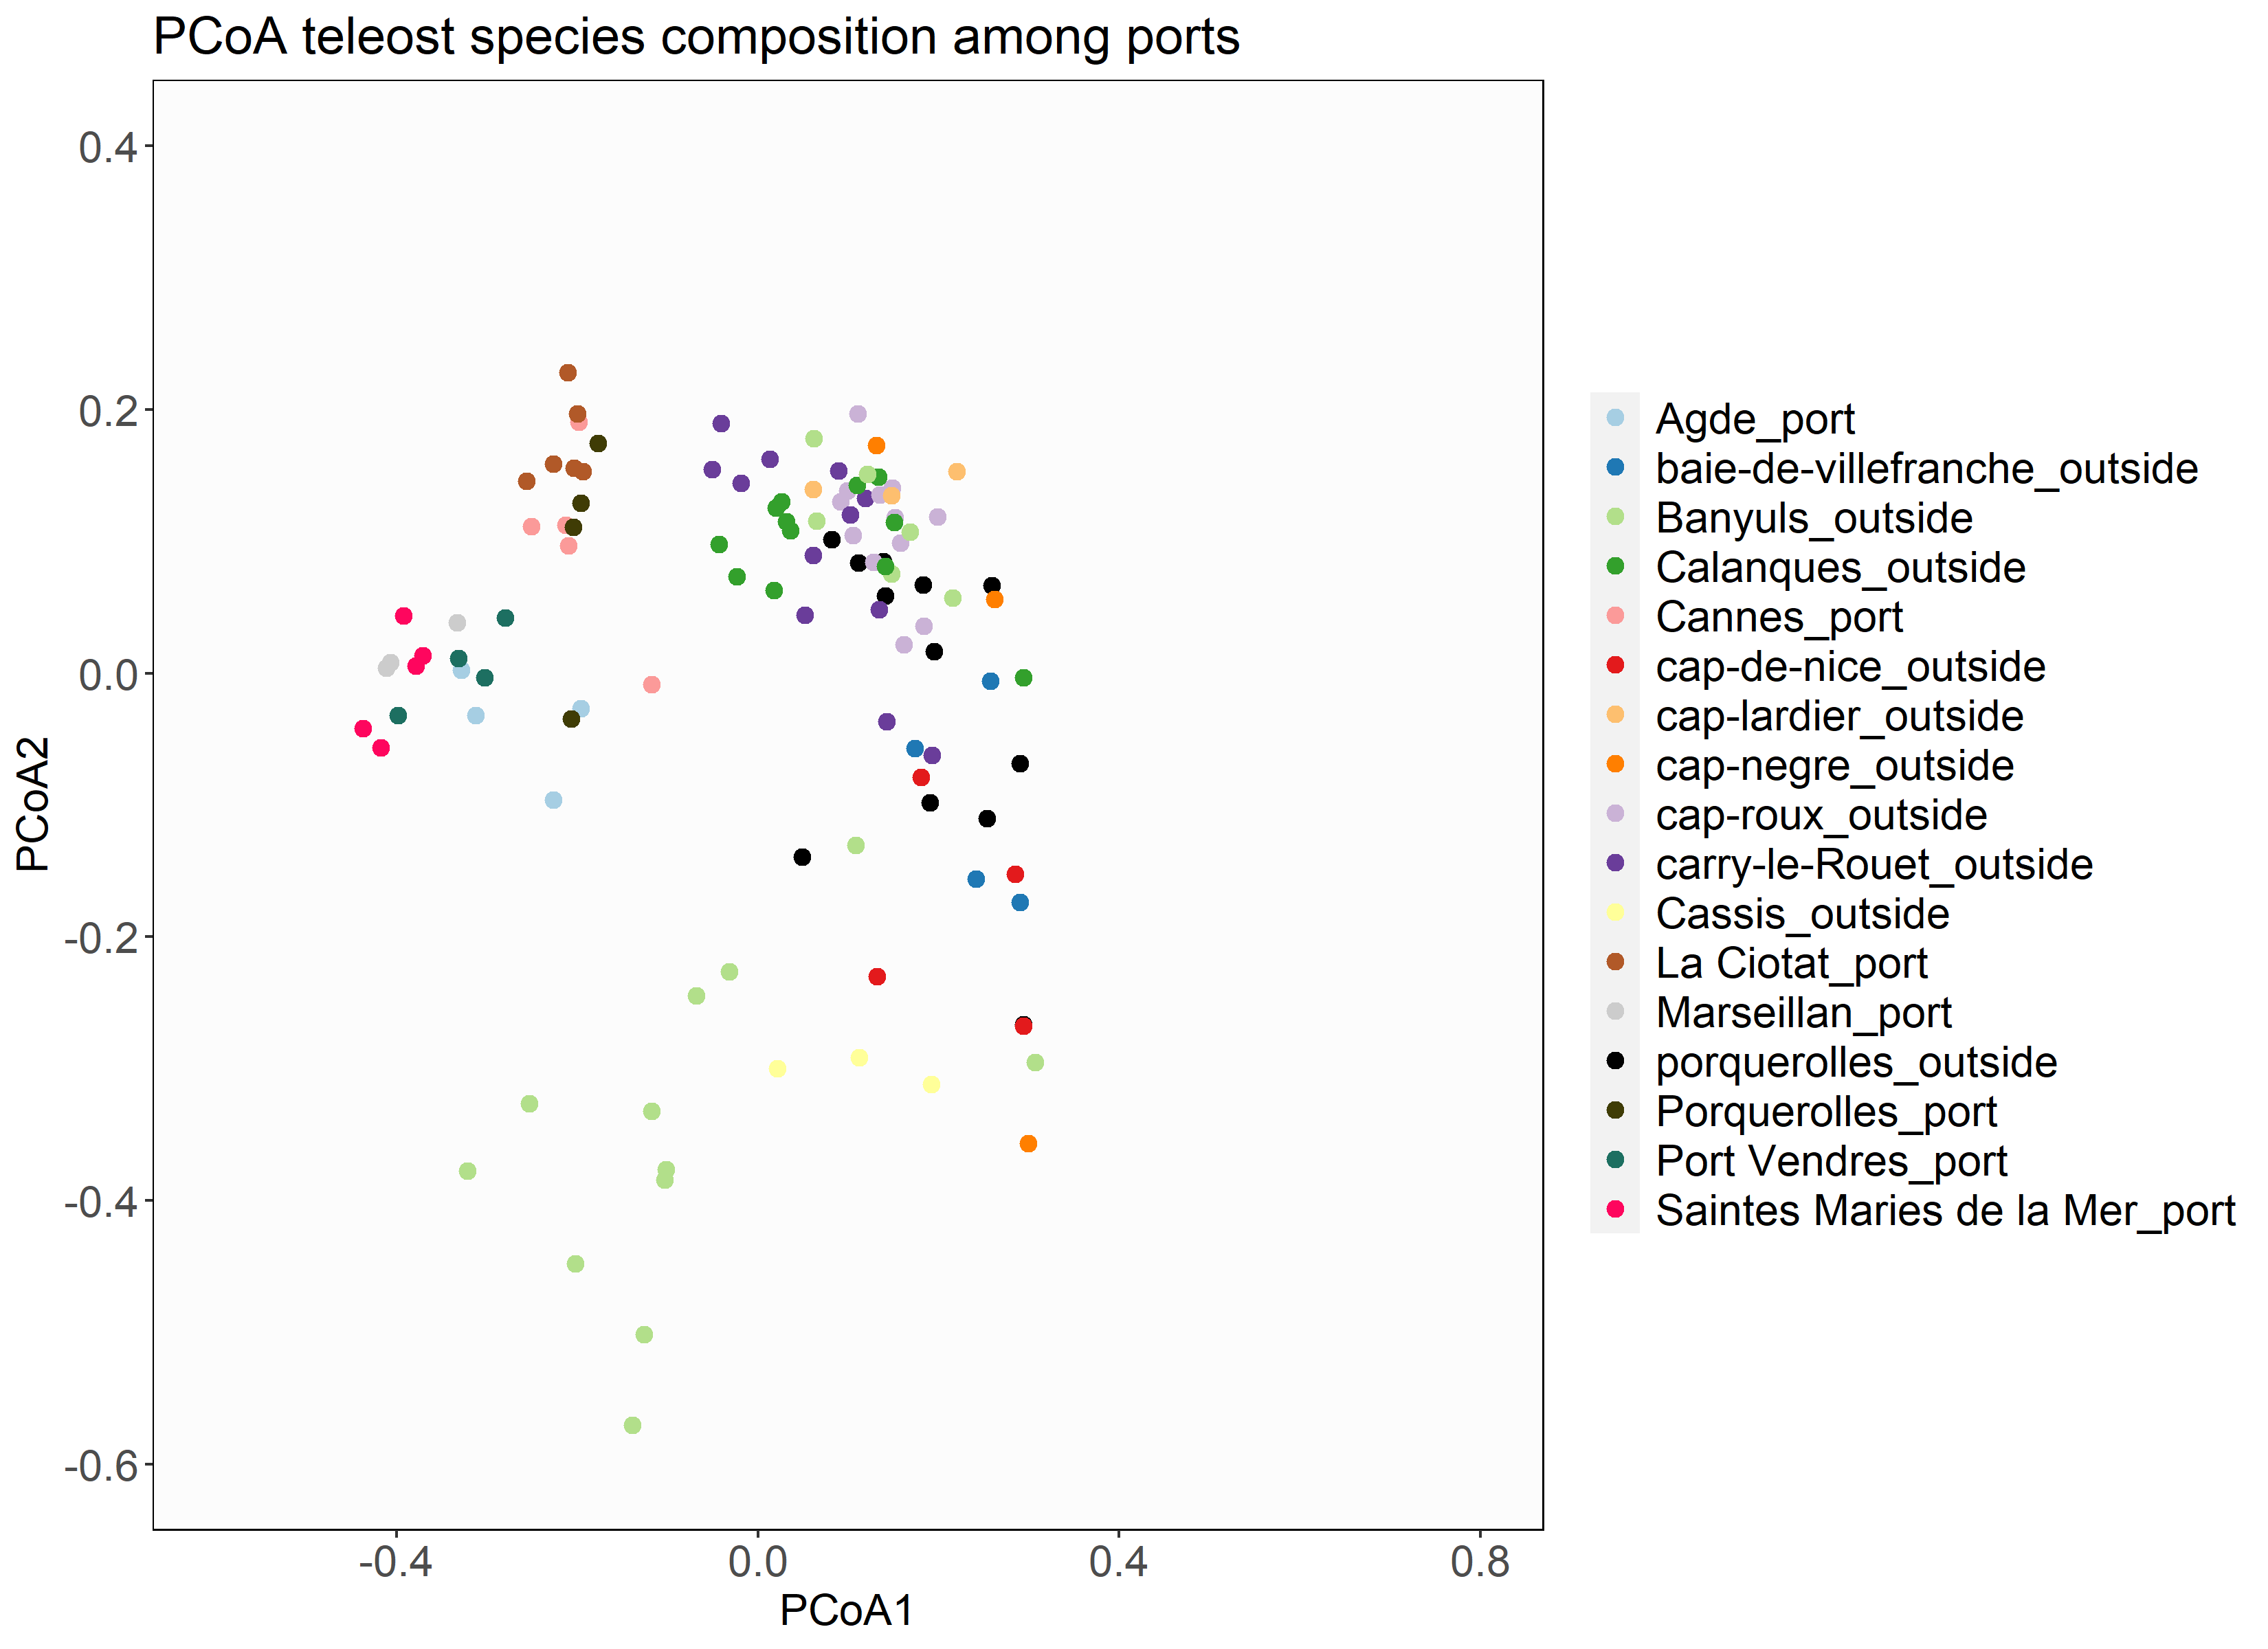 PCoA teleost species composition among ports
0.4
0.2
0.0
-0.2
-0.4
-0.6
PCoA2
-0.4
0.0
0.4
0.8
PCoA1
Agde_port
baie-de-villefranche_outside
Banyuls_outside
Calanques_outside
Cannes_port
cap-de-nice_outside
cap-lardier_outside
cap-negre_outside
cap-roux_outside
carry-le-Rouet_outside
Cassis_outside
La Ciotat_port
Marseillan_port
porquerolles_outside
Porquerolles_port
Port Vendres_port
Saintes Maries de la Mer_port